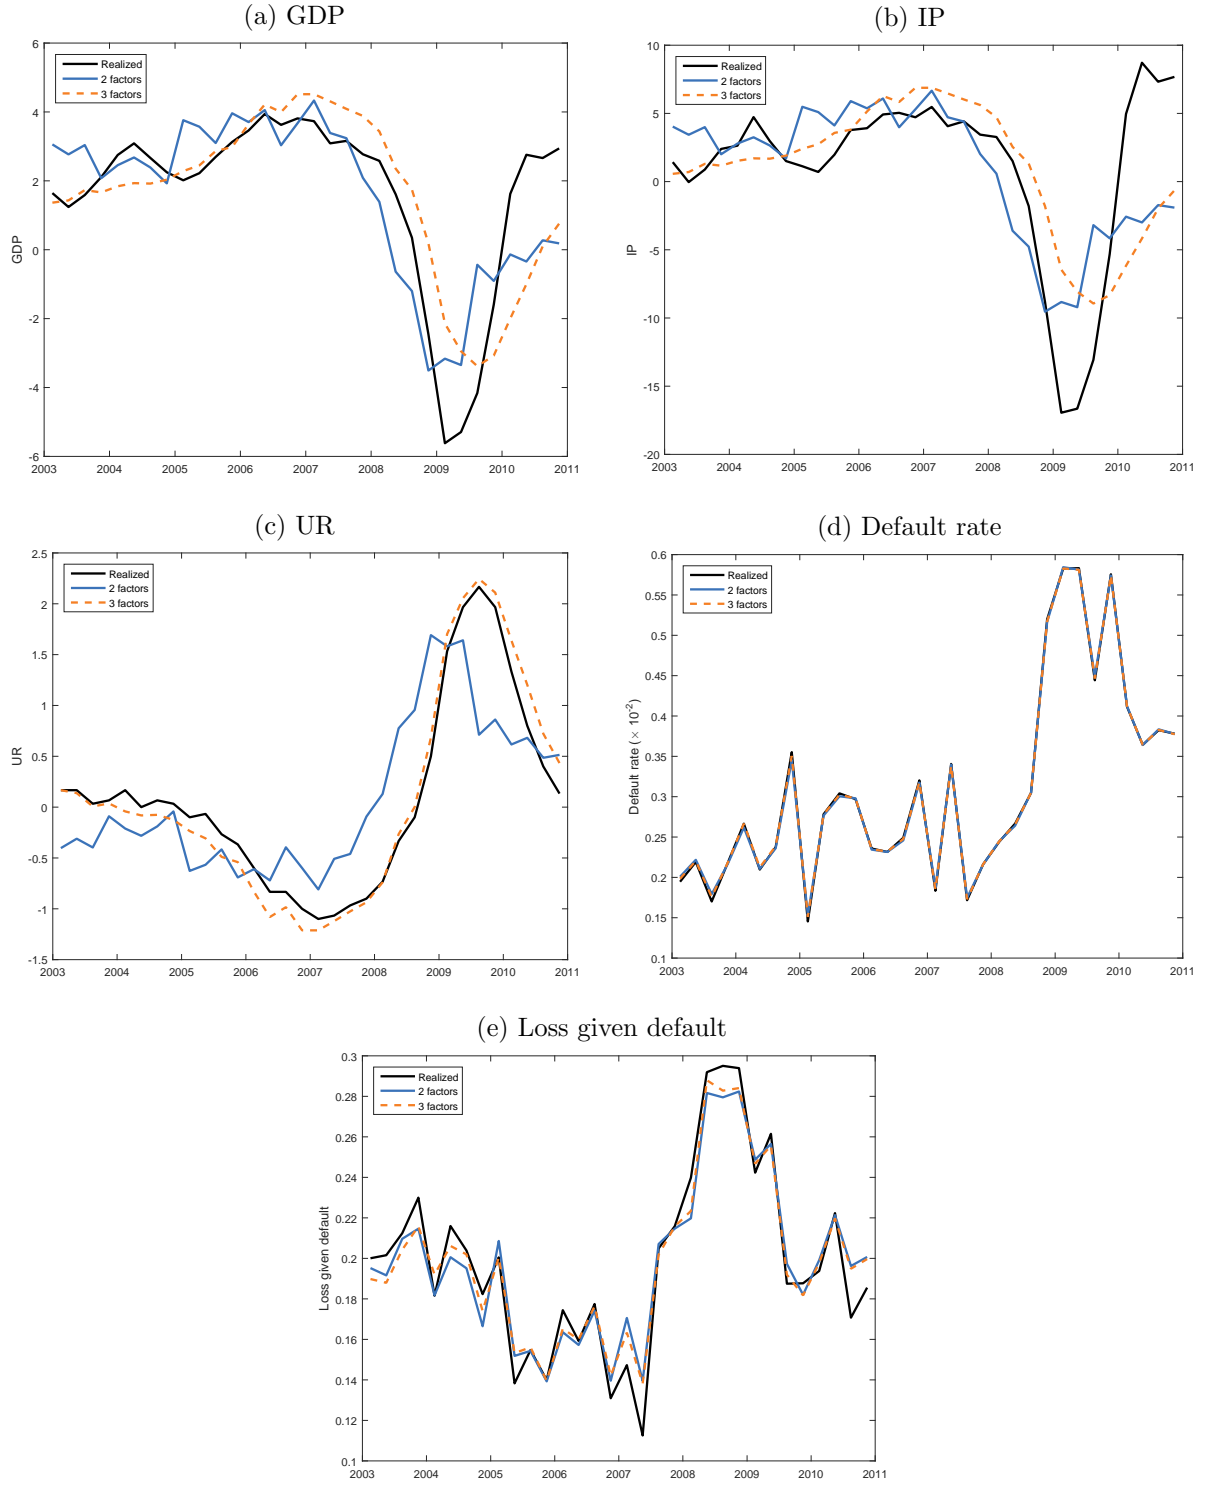 (a) GDP
6
4
2
0
-2
-4
-6
GDP
Realized
2 factors
3 factors
2003 2004 2005 2006 2007 2008 2009 2010 2011
(b) IP
10
5
0
-5
-10
-15
-20
IP
Realized
2 factors
3 factors
2003 2004 2005 2006 2007 2008 2009 2010 2011
(c) UR
2.5
2
1.5
1
0.5
0
-0.5
-1
-1.5
UR
Realized
2 factors
3 factors
2003 2004 2005 2006 2007 2008 2009 2010 2011
(d) Default rate
0.6
0.55
0.5
0.45
0.4
0.35
0.3
0.25
0.2
0.15
0.1
Default rate (× 10^-2)
Realized
2 factors
3 factors
2003 2004 2005 2006 2007 2008 2009 2010 2011
(e) Loss given default
0.3
0.28
0.26
0.24
0.22
0.2
0.18
0.16
0.14
0.12
0.1
Loss given default
Realized
2 factors
3 factors
2003 2004 2005 2006 2007 2008 2009 2010 2011